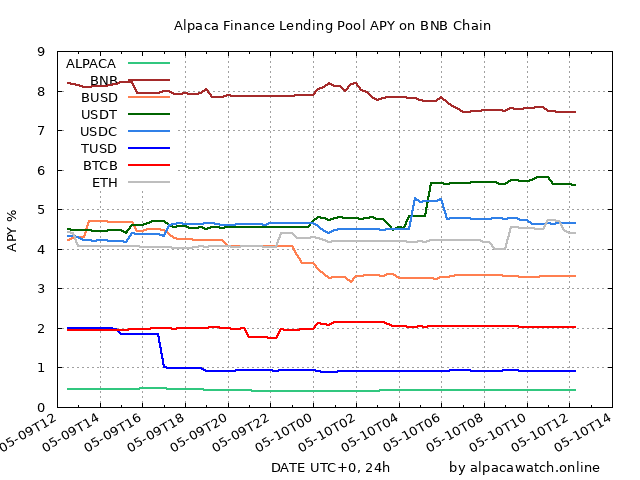 Alpaca Finance Lending Pool APY on BNB Chain
APY %
9
8
7
6
5
4
3
2
1
0
ALPACA
BNB
BUSD
USDT
USDC
TUSD
BTCB
ETH
05-09T12
05-09T14
05-09T16
05-09T18
05-09T20
05-09T22
05-10T00
05-10T02
05-10T04
05-10T06
05-10T08
05-10T10
05-10T12
05-10T14
DATE UTC+0, 24h
by alpacawatch.online